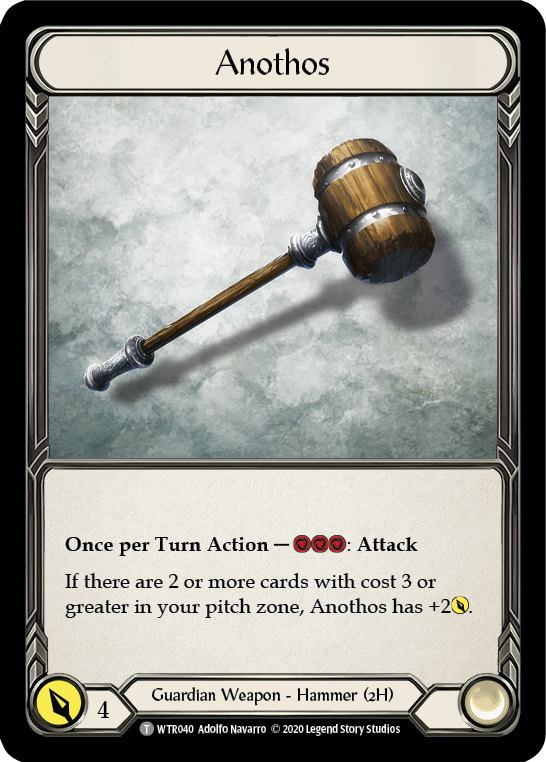 Anothos
Once per Turn Action — : Attack
If there are 2 or more cards with cost 3 or
greater in your pitch zone, Anothos has +2.
4
Guardian Weapon - Hammer (2H)
T WTR040 Adolfo Navarro © 2020 Legend Story Studios